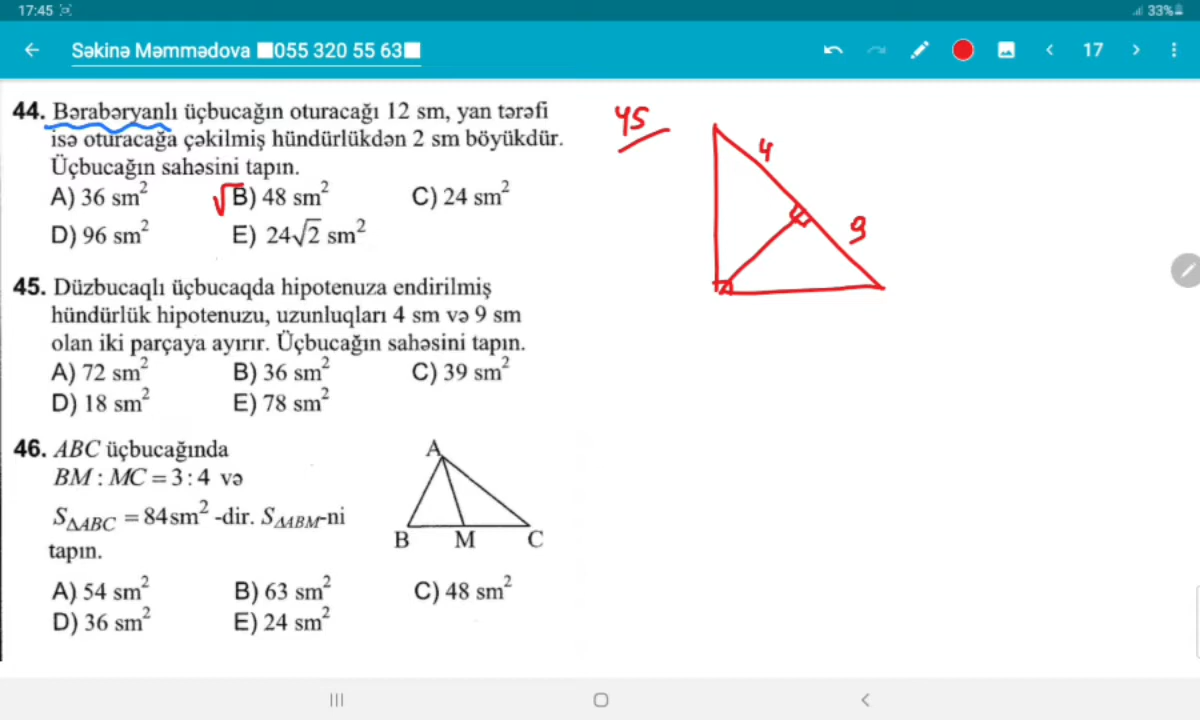 17:45
33%
Səkinə Məmmədova 055 320 55 63
17
44. Bərabəryanlı üçbucağın oturacağı 12 sm, yan tərəfi
isə oturacağa çəkilmiş hündürlükdən 2 sm böyükdür.
Üçbucağın sahəsini tapın.
A) 36 sm² √B) 48 sm² C) 24 sm²
D) 96 sm² E) 24√2 sm²
45. Düzbucaqlı üçbucaqda hipotenuza endirilmiş
hündürlük hipotenuzu, uzunluqları 4 sm və 9 sm
olan iki parçaya ayırır. Üçbucağın sahəsini tapın.
A) 72 sm² B) 36 sm² C) 39 sm²
D) 18 sm² E) 78 sm²
46. ABC üçbucağında
BM : MC = 3 : 4 və
S△ABC = 84 sm² -dir. S△ABM-ni
tapın.
A
B M C
A) 54 sm² B) 63 sm² C) 48 sm²
D) 36 sm² E) 24 sm²
45
4
9